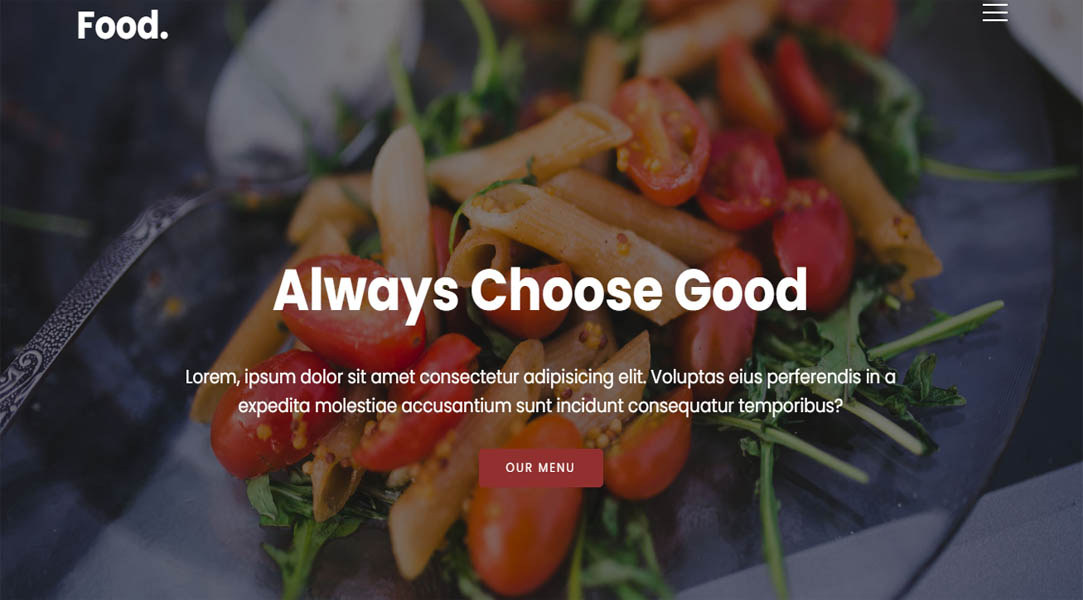 Food.
Always Choose Good
Lorem, ipsum dolor sit amet consectetur adipisicing elit. Voluptas eius perferendis in a
expedita molestiae accusantium sunt incidunt consequatur temporibus?
OUR MENU